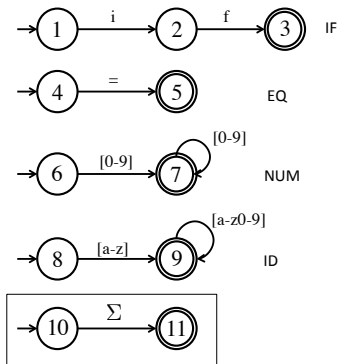 1 i 2 f 3 IF
4 = 5 EQ
[0-9]
6 [0-9] 7 NUM
[a-z0-9]
8 [a-z] 9 ID
10 Σ 11